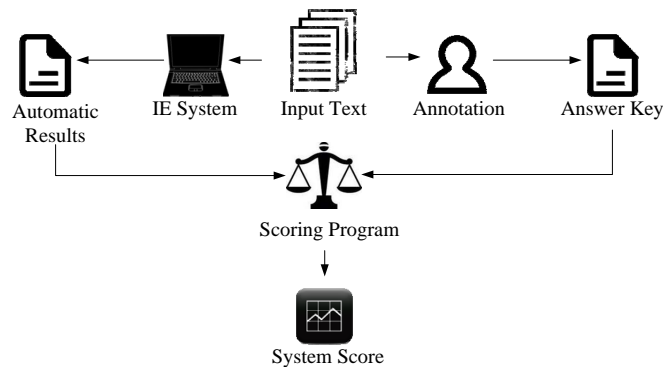 Automatic
Results
IE System
Input Text
Annotation
Answer Key
Scoring Program
System Score